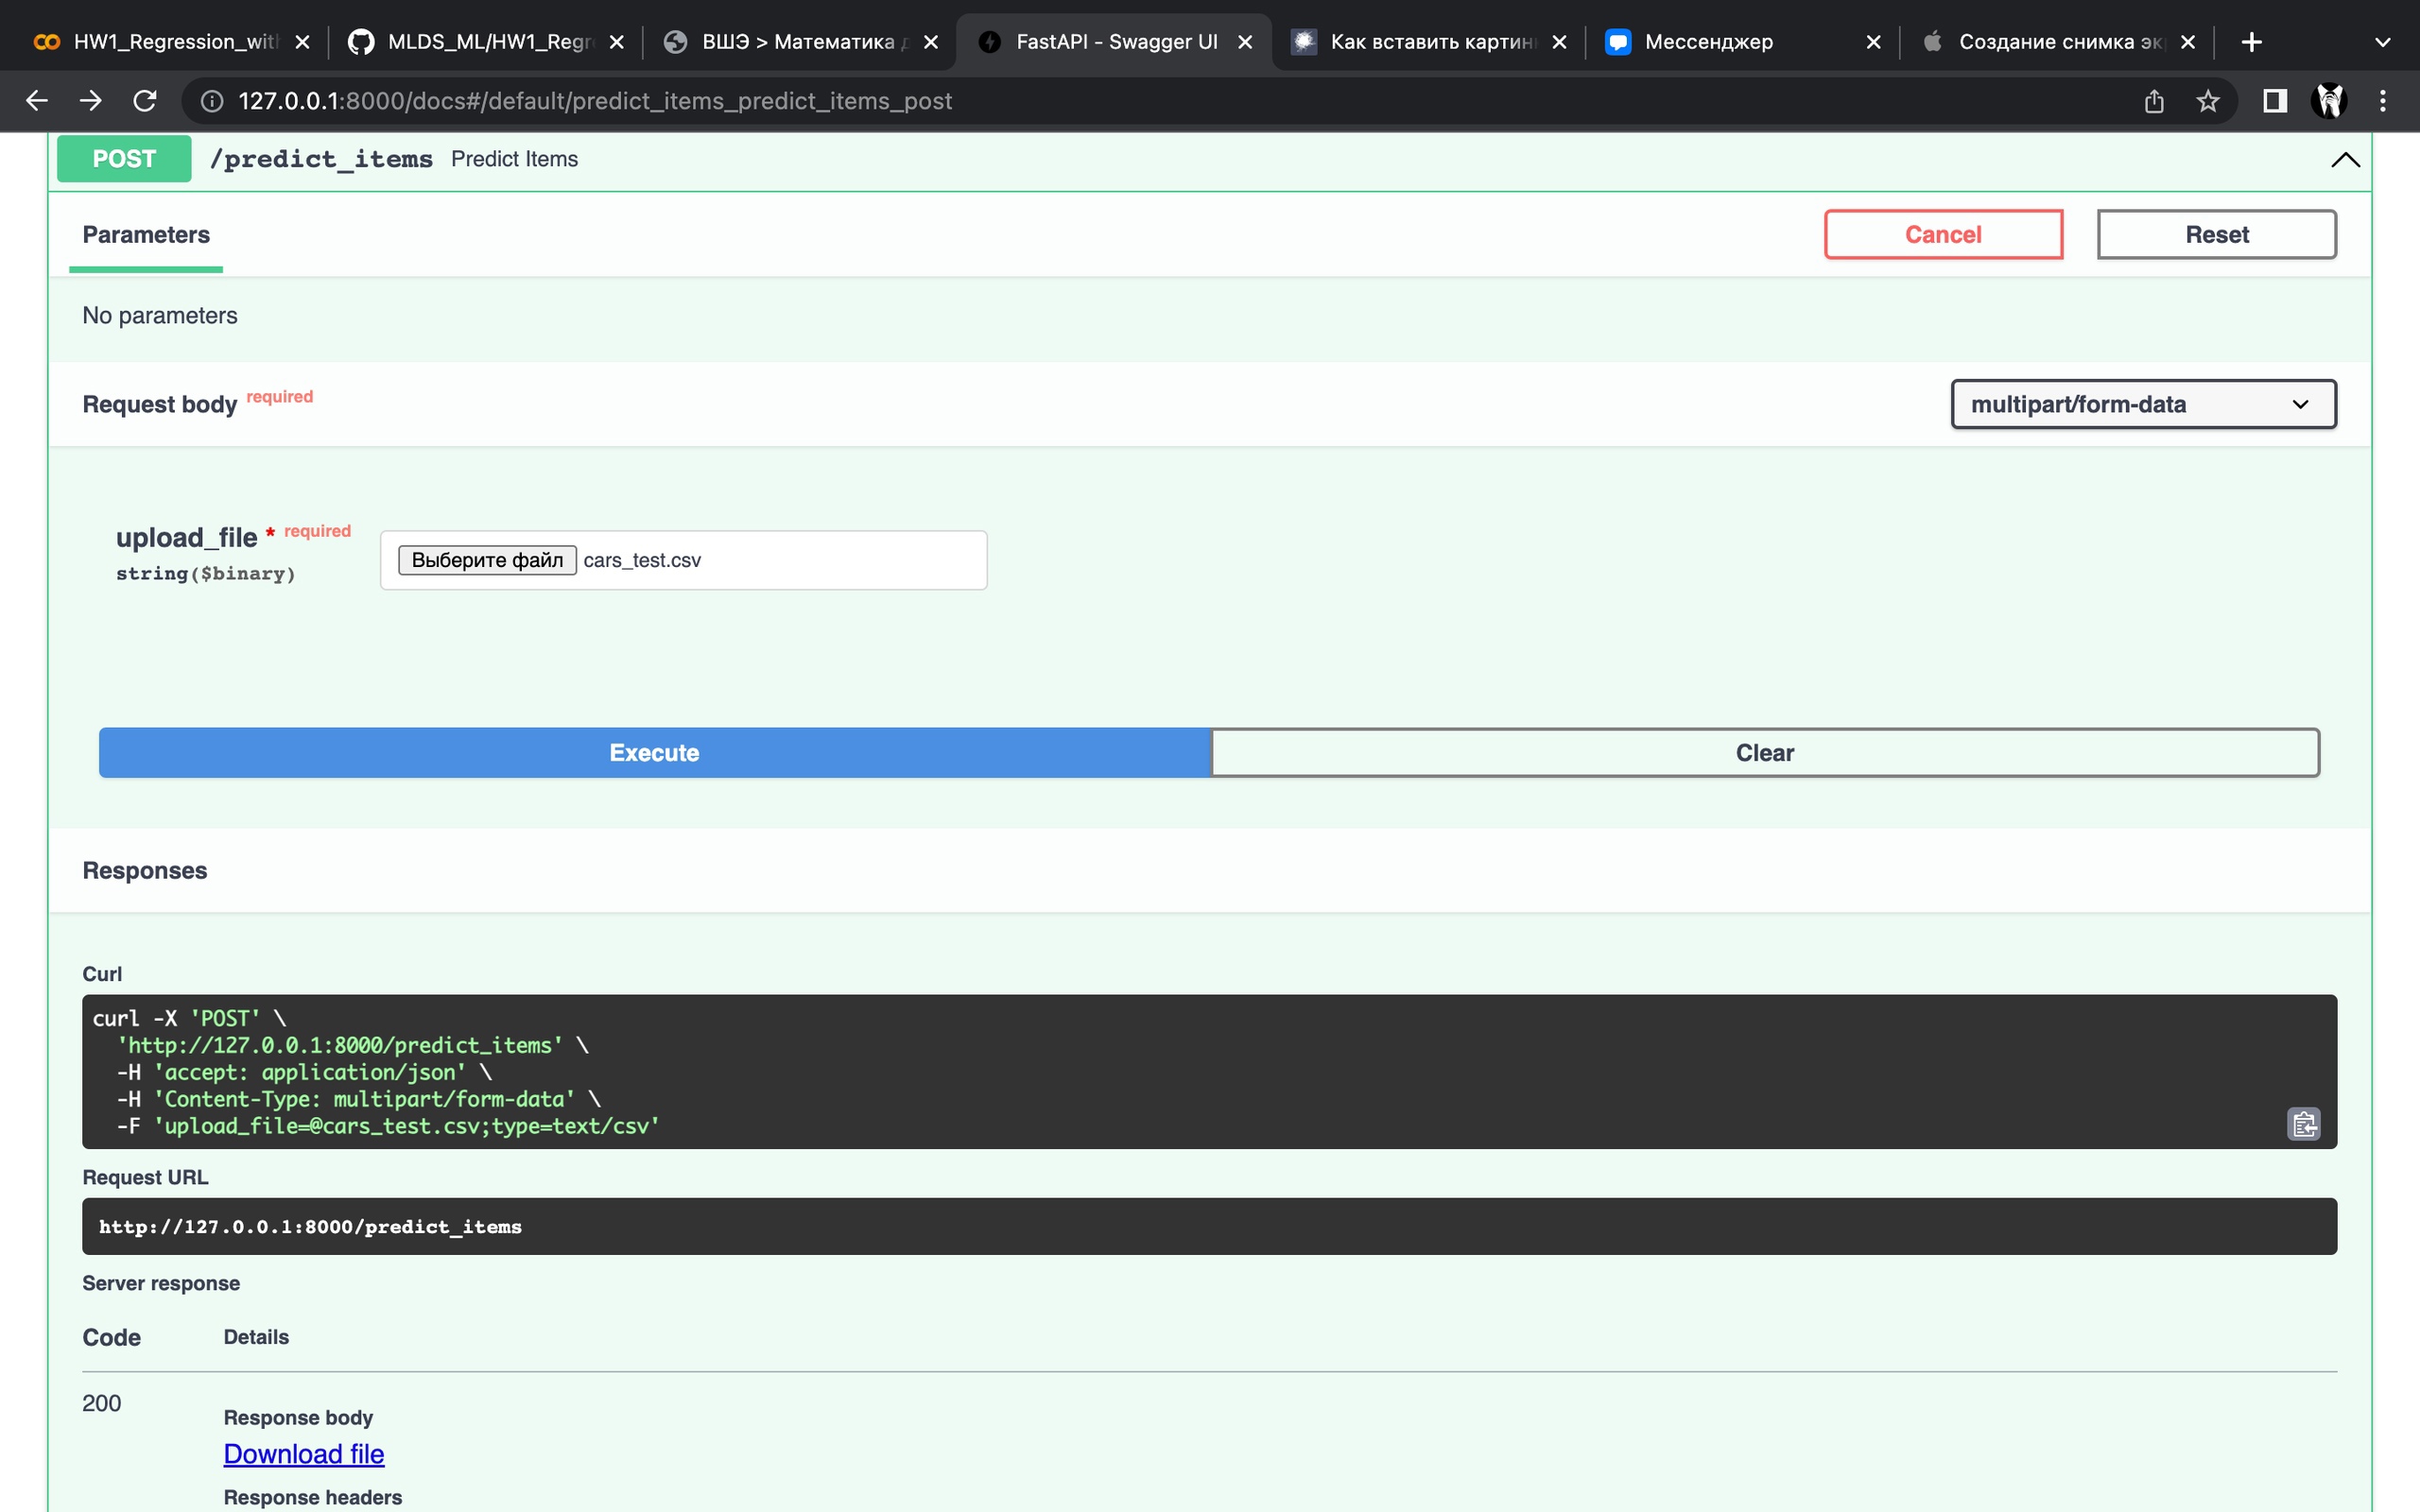 HW1_Regression_with
MLDS_ML/HW1_Regre
ВШЭ > Математика д
FastAPI - Swagger UI
Как вставить картин
Мессенджер
Создание снимка эк
127.0.0.1:8000/docs#/default/predict_items_predict_items_post
POST /predict_items Predict Items
Parameters
Cancel
Reset
No parameters
Request body required
multipart/form-data
upload_file * required
string($binary)
Выберите файл cars_test.csv
Execute
Clear
Responses
Curl
curl -X 'POST' \
'http://127.0.0.1:8000/predict_items' \
-H 'accept: application/json' \
-H 'Content-Type: multipart/form-data' \
-F 'upload_file=@cars_test.csv;type=text/csv'
Request URL
http://127.0.0.1:8000/predict_items
Server response
Code Details
200
Response body
Download file
Response headers